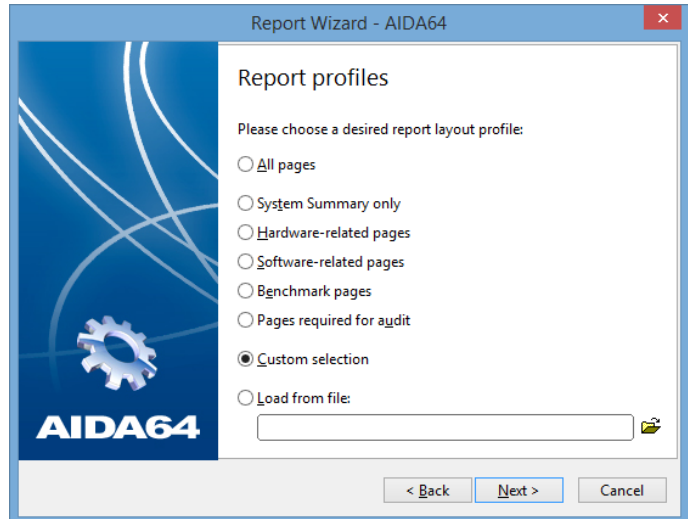 Report Wizard - AIDA64
Report profiles
Please choose a desired report layout profile:
All pages
System Summary only
Hardware-related pages
Software-related pages
Benchmark pages
Pages required for audit
Custom selection
Load from file:
AIDA64
< Back Next > Cancel